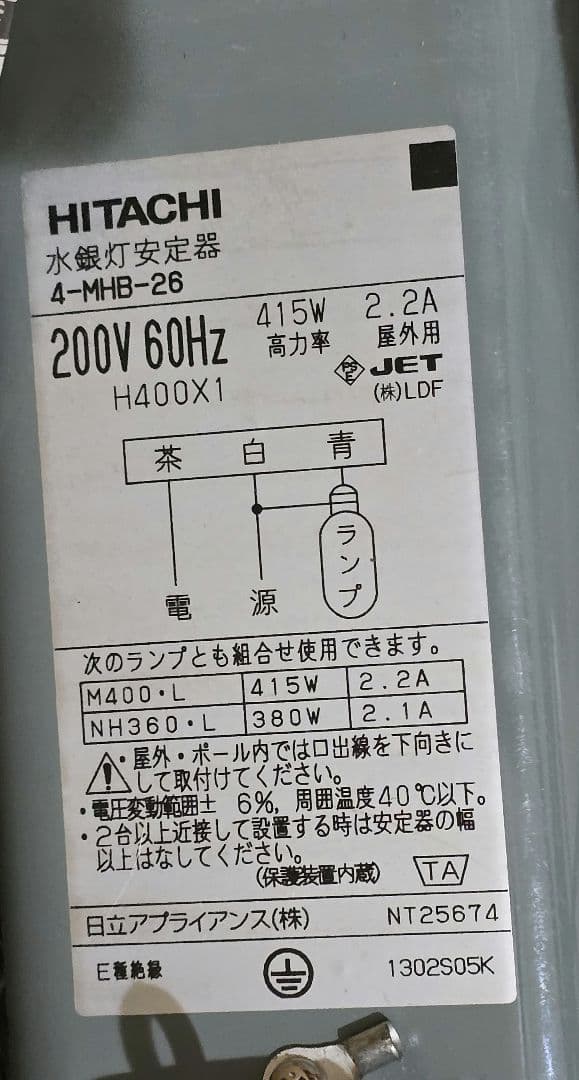 HITACHI
水銀灯安定器
4-MHB-26
200V 60Hz 415W 2.2A
高力率 屋外用
H400X1
PS E JET
(株)LDF
茶 白 青
ランプ
電 源
次のランプとも組合せ使用できます。
M400・L 415W 2.2A
NH360・L 380W 2.1A
・屋外・ポール内では口出線を下向きに
して取付けてください。
・電圧変動範囲± 6%, 周囲温度40℃以下。
・2台以上近接して設置する時は安定器の幅
以上はなしてください。
(保護装置内蔵) TA
日立アプライアンス(株) NT25674
E種絶縁 1302S05K